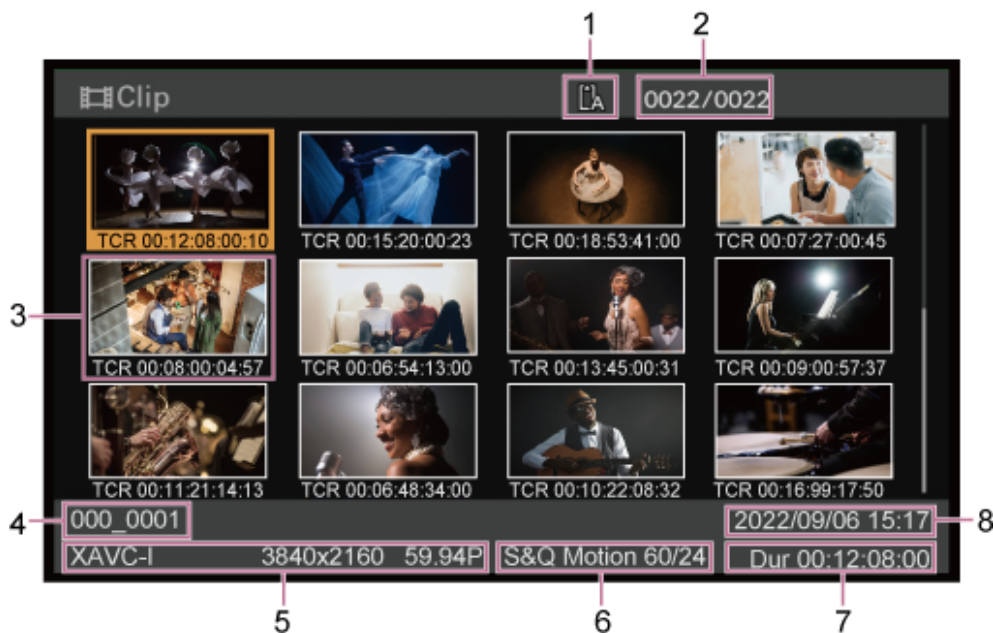 1 2
Clip A 0022/0022
TCR 00:12:08:00:10 TCR 00:15:20:00:23 TCR 00:18:53:41:00 TCR 00:07:27:00:45
3
TCR 00:08:00:04:57 TCR 00:06:54:13:00 TCR 00:13:45:00:31 TCR 00:09:00:57:37
TCR 00:11:21:14:13 TCR 00:06:48:34:00 TCR 00:10:22:08:32 TCR 00:16:99:17:50
4 000_0001 2022/09/06 15:17 8
XAVC-I 3840x2160 59.94P S&Q Motion 60/24 Dur 00:12:08:00
5 6 7